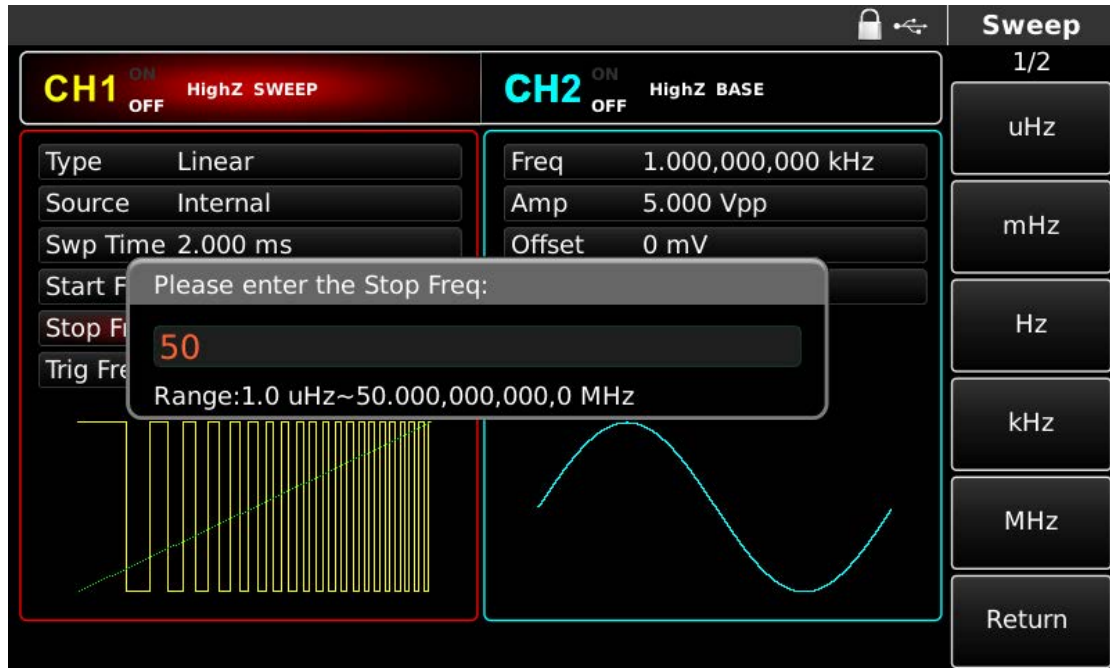 Sweep
1/2
CH1 ON OFF HighZ SWEEP
CH2 ON OFF HighZ BASE
Type Linear
Source Internal
Swp Time 2.000 ms
Start F
Stop Fr
Trig Fre
Freq 1.000,000,000 kHz
Amp 5.000 Vpp
Offset 0 mV
Please enter the Stop Freq:
50
Range:1.0 uHz~50.000,000,000,0 MHz
uHz
mHz
Hz
kHz
MHz
Return